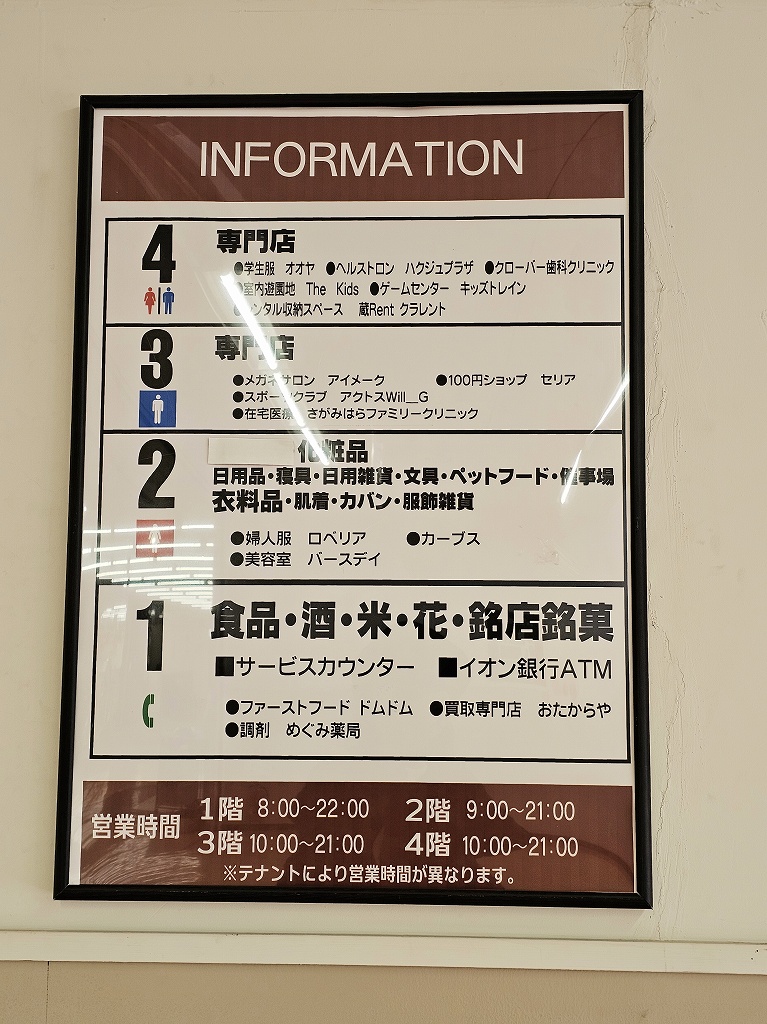 INFORMATION
4
専門店
●学生服 オオヤ ●ヘルストロン ハクジュプラザ ●クローバー歯科クリニック
●室内遊園地 The Kids ●ゲームセンター キッズトレイン
●レンタル収納スペース 蔵Rent クラレント
3
専門店
●メガネサロン アイメーク ●100円ショップ セリア
●スポーツクラブ アクトスWill_G
●在宅医療 さがみはらファミリークリニック
2
化粧品
日用品・寝具・日用雑貨・文具・ペットフード・催事場
衣料品・肌着・カバン・服飾雑貨
●婦人服 ロベリア ●カーブス
●美容室 バースデイ
1
食品・酒・米・花・銘店銘菓
■サービスカウンター ■イオン銀行ATM
●ファーストフード ドムドム ●買取専門店 おたからや
●調剤 めぐみ薬局
営業時間
1階 8:00〜22:00 2階 9:00〜21:00
3階 10:00〜21:00 4階 10:00〜21:00
※テナントにより営業時間が異なります。